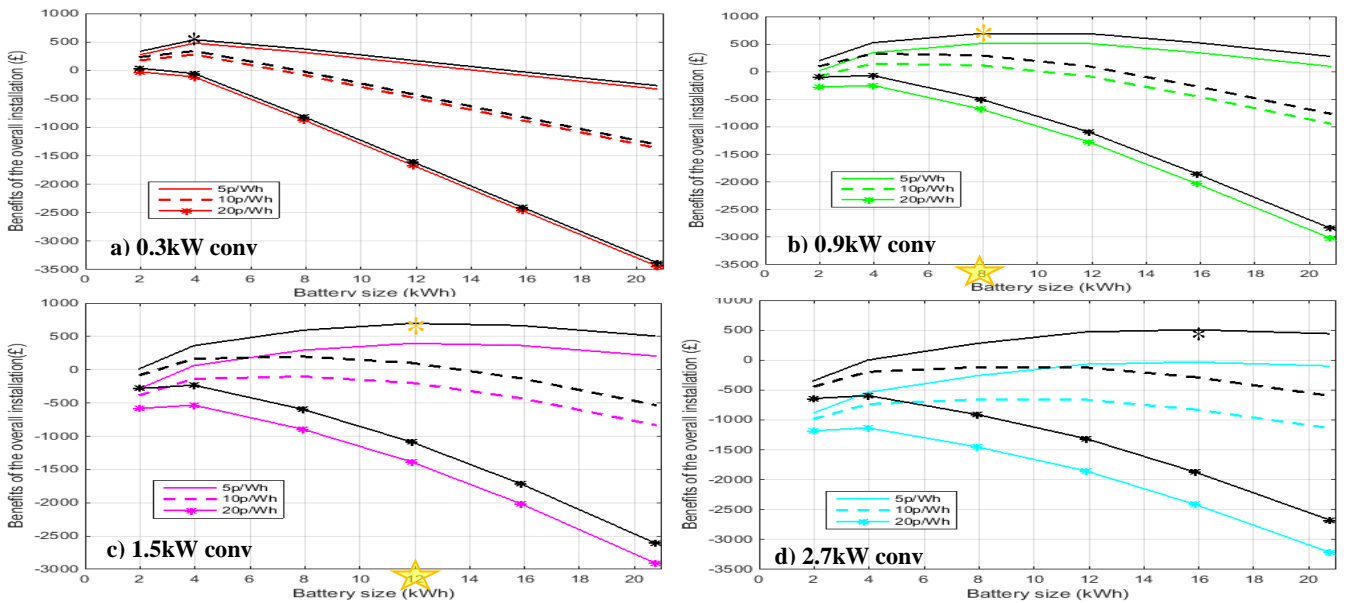 1000
500
0
-500
-1000
-1500
-2000
-2500
-3000
-3500
Benefits of the overall installation (£)
5p/Wh
10p/Wh
20p/Wh
a) 0.3kW conv
0 2 4 6 8 10 12 14 16 18 20
Battery size (kWh)
1000
500
0
-500
-1000
-1500
-2000
-2500
-3000
-3500
Benefits of the overall installation (£)
5p/Wh
10p/Wh
20p/Wh
b) 0.9kW conv
0 2 4 6 8 10 12 14 16 18 20
Battery size (kWh)
1000
500
0
-500
-1000
-1500
-2000
-2500
-3000
Benefits of the overall installation(£)
5p/Wh
10p/Wh
20p/Wh
c) 1.5kW conv
0 2 4 6 8 10 12 14 16 18 20
Battery size (kWh)
1000
500
0
-500
-1000
-1500
-2000
-2500
-3000
-3500
Benefits of the overall installation (£)
5p/Wh
10p/Wh
20p/Wh
d) 2.7kW conv
0 2 4 6 8 10 12 14 16 18 20
Battery size (kWh)